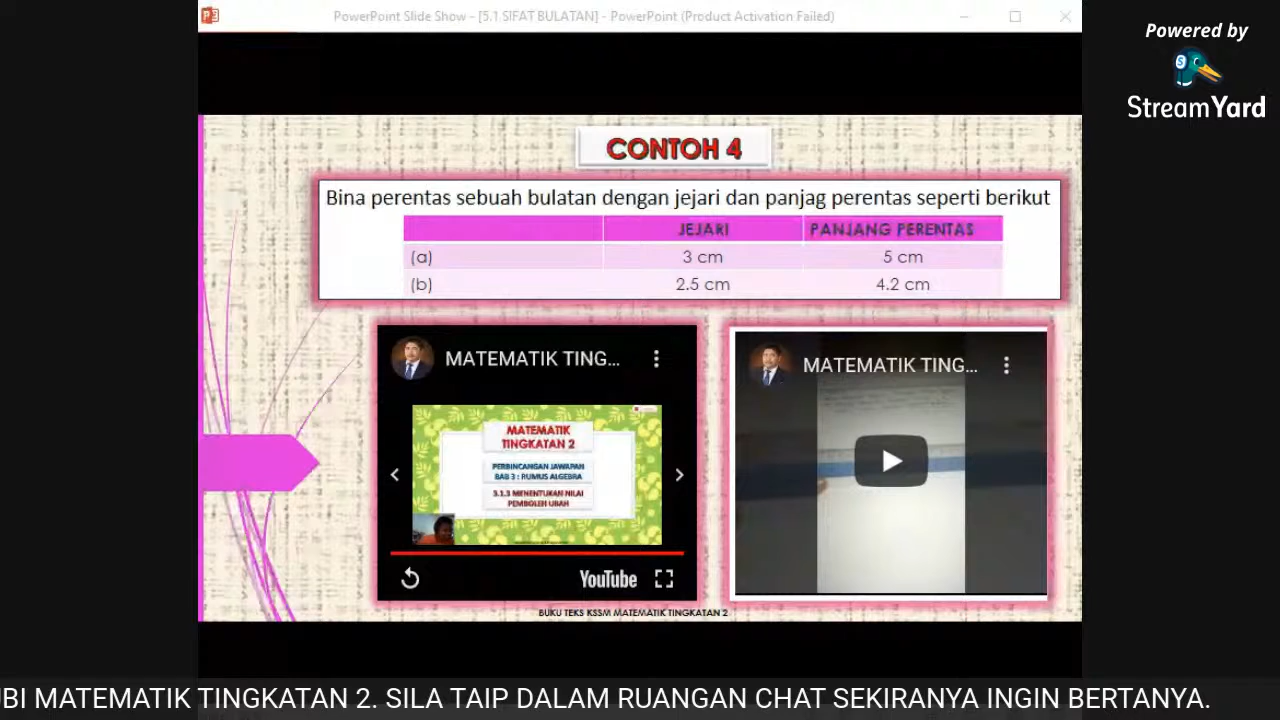 PowerPoint Slide Show - [5.1 SIFAT BULATAN] - PowerPoint (Product Activation Failed)
Powered by
StreamYard
CONTOH 4
Bina perentas sebuah bulatan dengan jejari dan panjag perentas seperti berikut
JEJARI PANJANG PERENTAS
(a) 3 cm 5 cm
(b) 2.5 cm 4.2 cm
MATEMATIK TING...
MATEMATIK
TINGKATAN 2
PERBINCANGAN JAWAPAN
BAB 3 : RUMUS ALGEBRA
3.1.3 MENENTUKAN NILAI
PEMBOLEH UBAH
YouTube
MATEMATIK TING...
BUKU TEKS KSSM MATEMATIK TINGKATAN 2
UBI MATEMATIK TINGKATAN 2. SILA TAIP DALAM RUANGAN CHAT SEKIRANYA INGIN BERTANYA.